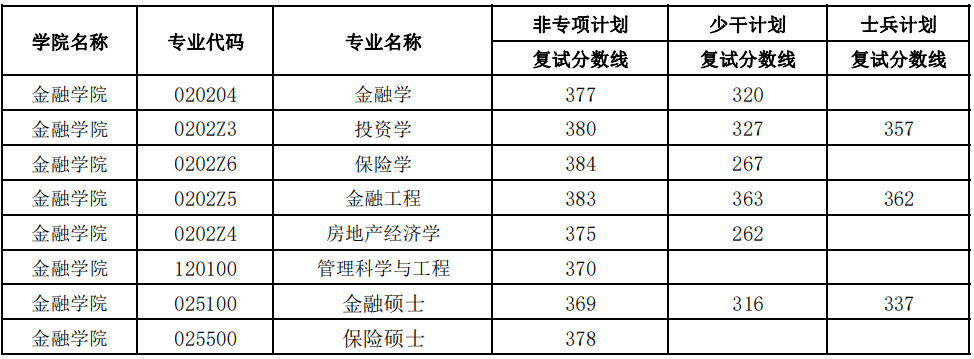 学院名称 专业代码 专业名称 非专项计划 少干计划 士兵计划
复试分数线 复试分数线 复试分数线
金融学院 020204 金融学 377 320
金融学院 0202Z3 投资学 380 327 357
金融学院 0202Z6 保险学 384 267
金融学院 0202Z5 金融工程 383 363 362
金融学院 0202Z4 房地产经济学 375 262
金融学院 120100 管理科学与工程 370
金融学院 025100 金融硕士 369 316 337
金融学院 025500 保险硕士 378